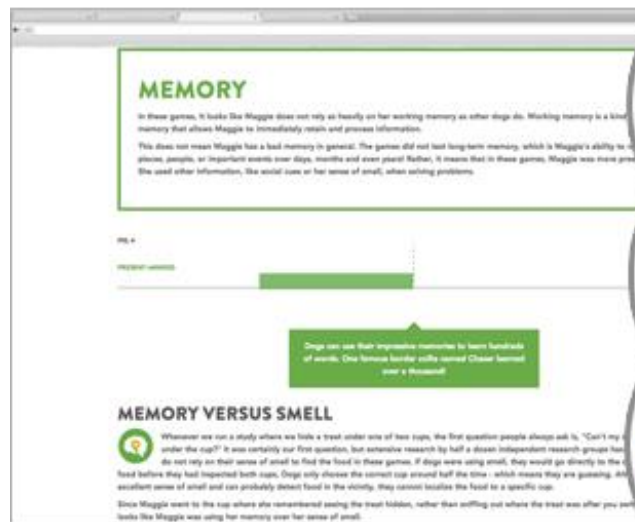 MEMORY
In these games, it looks like Maggie does not rely as heavily on her working memory as other dogs do. Working memory is a kind
memory that allows Maggie to immediately retain and process information.
This does not mean Maggie has a bad memory in general. The games did not test long-term memory, which is Maggie's ability to
places, people, or important events over days, months and even years! Rather, it means that in these games, Maggie was more
She used other information, like social cues or her sense of smell, when solving problems.
FIG. 4
PRESENT-MINDED
Dogs can use their impressive memories to learn hundreds
of words. One famous border collie named Chaser learned
over a thousand!
MEMORY VERSUS SMELL
Whenever we run a study where we hide a treat under one of two cups, the first question people always ask is, "Can't my
under the cup?" It was certainly our first question, but extensive research by half a dozen independent research groups has
do not rely on their sense of smell to find the food in these games. If dogs were using smell, they would go directly to the
food before they had inspected both cups. Dogs only choose the correct cup around half the time - which means they are guessing.
excellent sense of smell and can probably detect food in the vicinity, they cannot localize the food to a specific cup.
Since Maggie went to the cup where she remembered seeing the treat hidden, rather than sniffing out where the treat was after you
looks like Maggie was using her memory over her sense of smell.